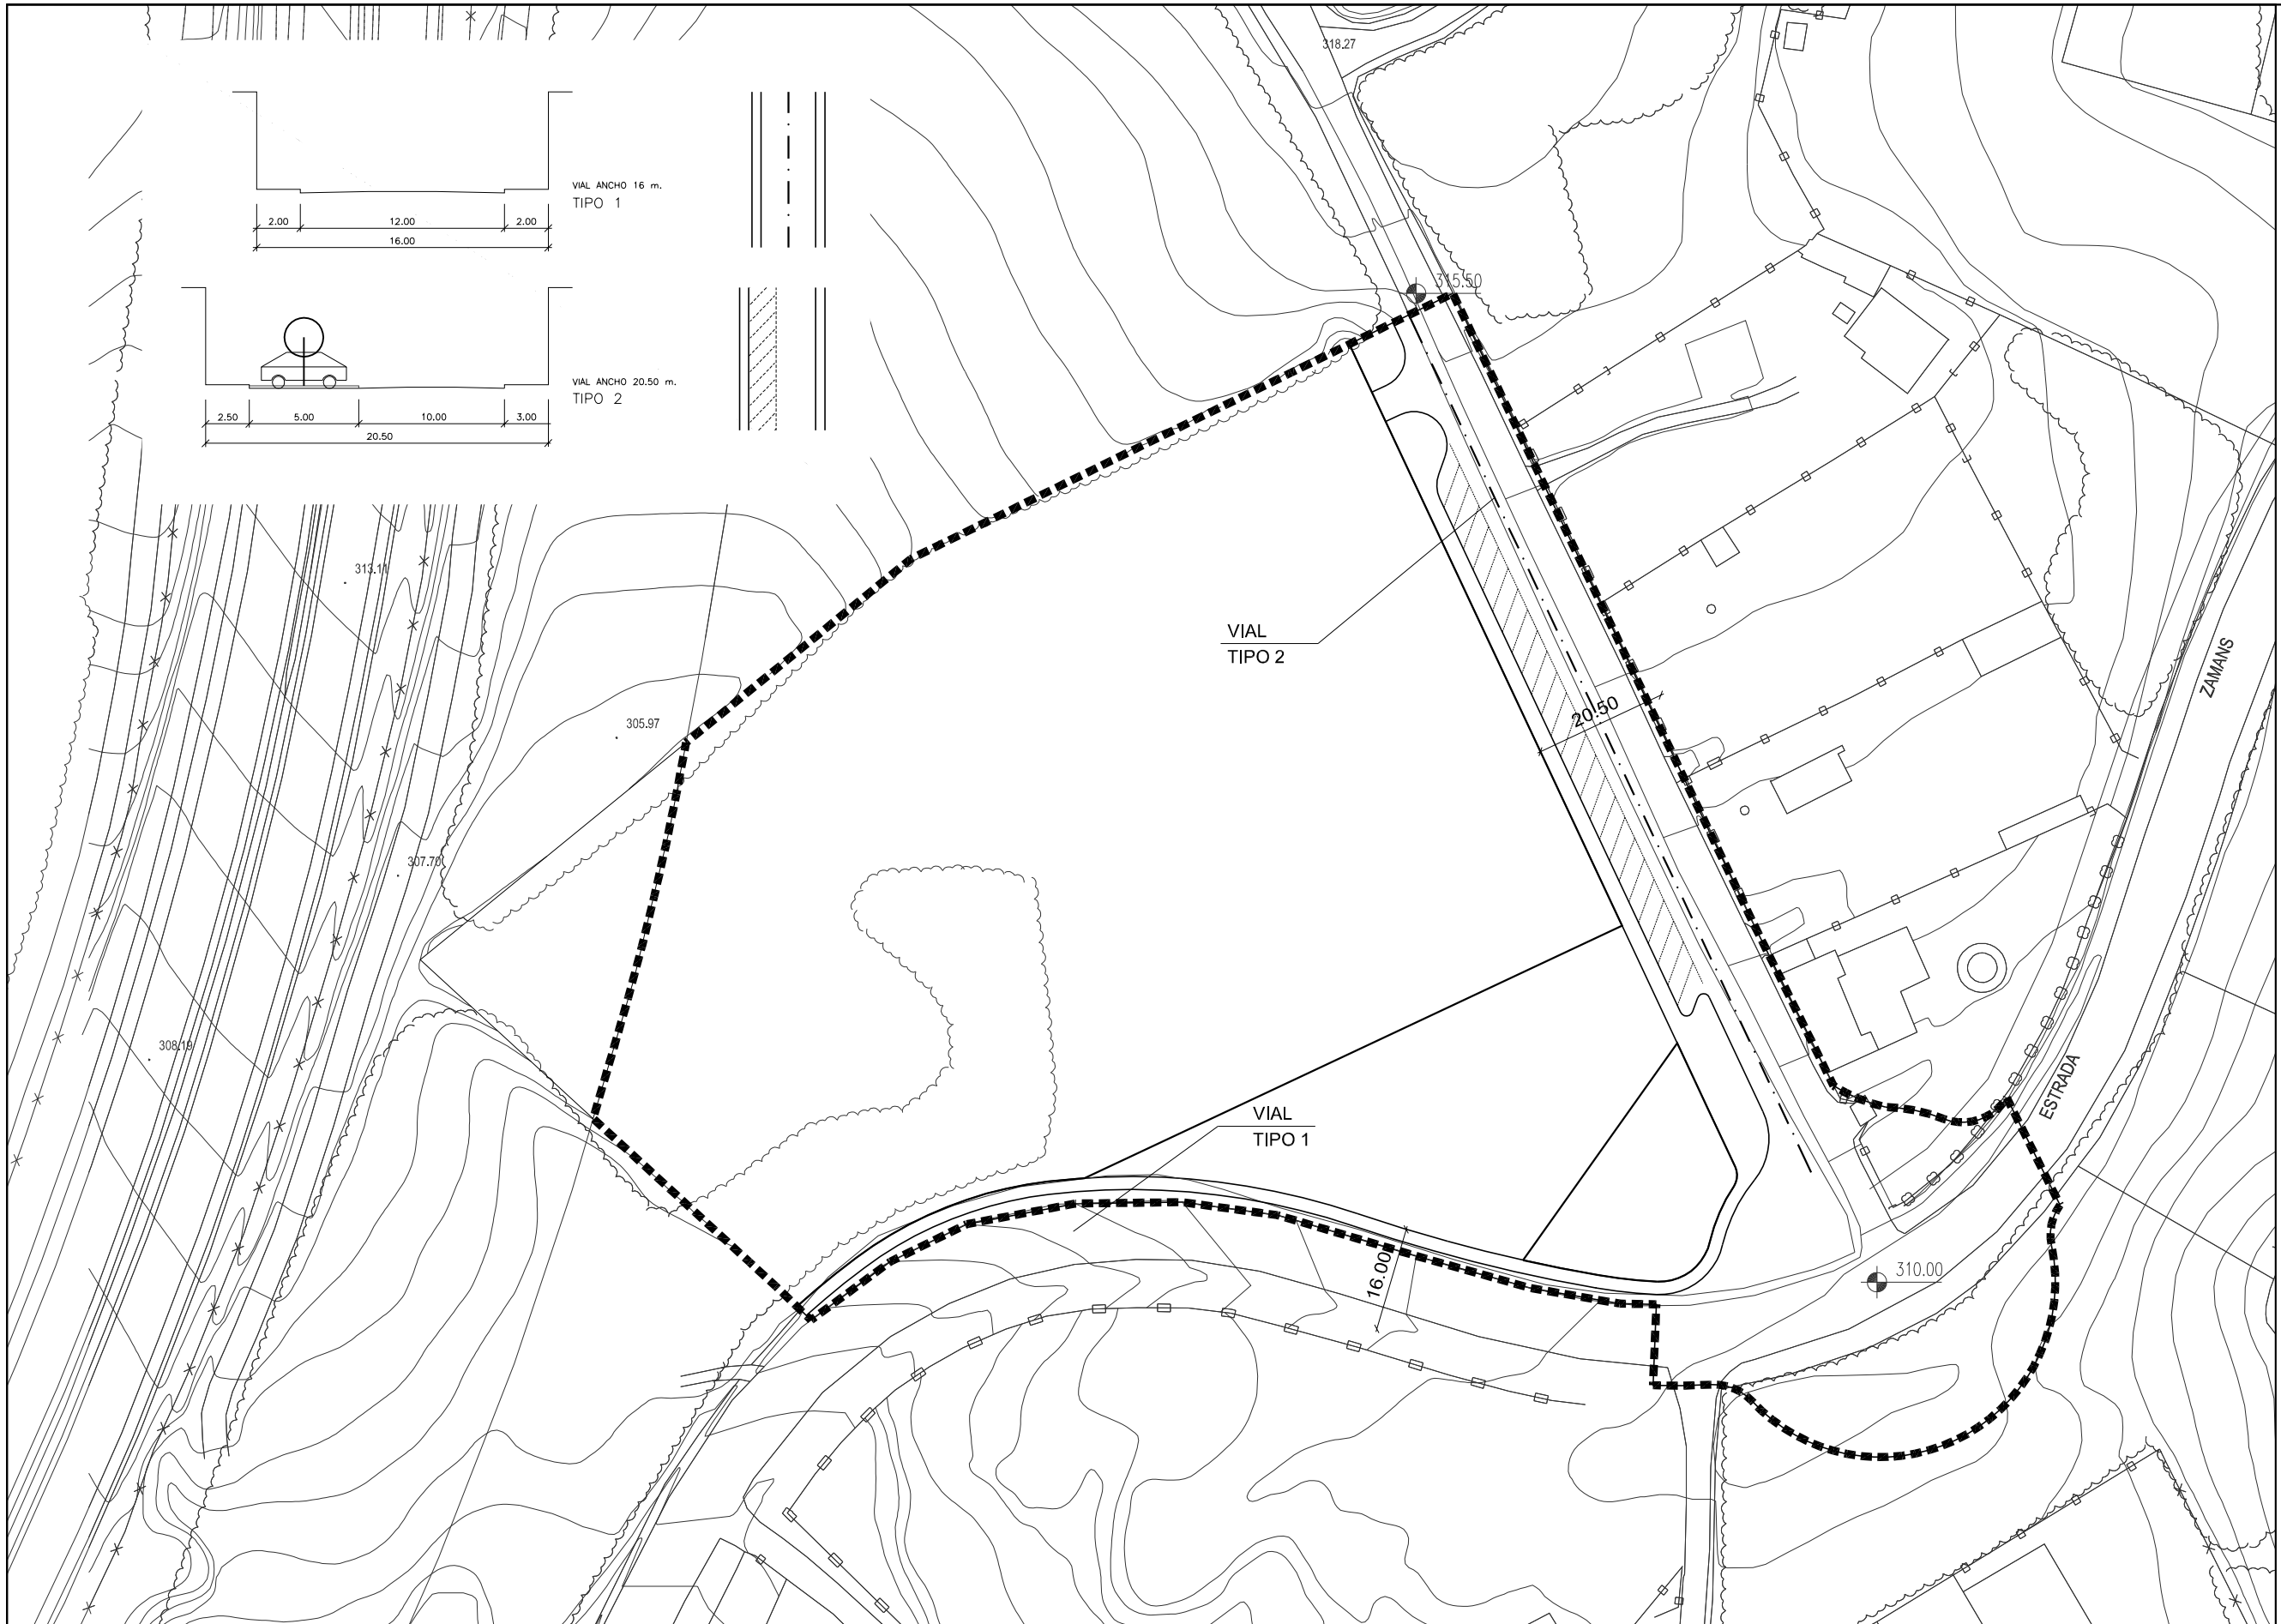 318.27
VIAL ANCHO 16 m.
TIPO 1
2.00 12.00 2.00
16.00
315.50
VIAL ANCHO 20.50 m.
TIPO 2
2.50 5.00 10.00 3.00
20.50
313.11
VIAL
TIPO 2
ZAMANS
305.97
20.50
307.70
308.19
ESTRADA
VIAL
TIPO 1
16.00
310.00